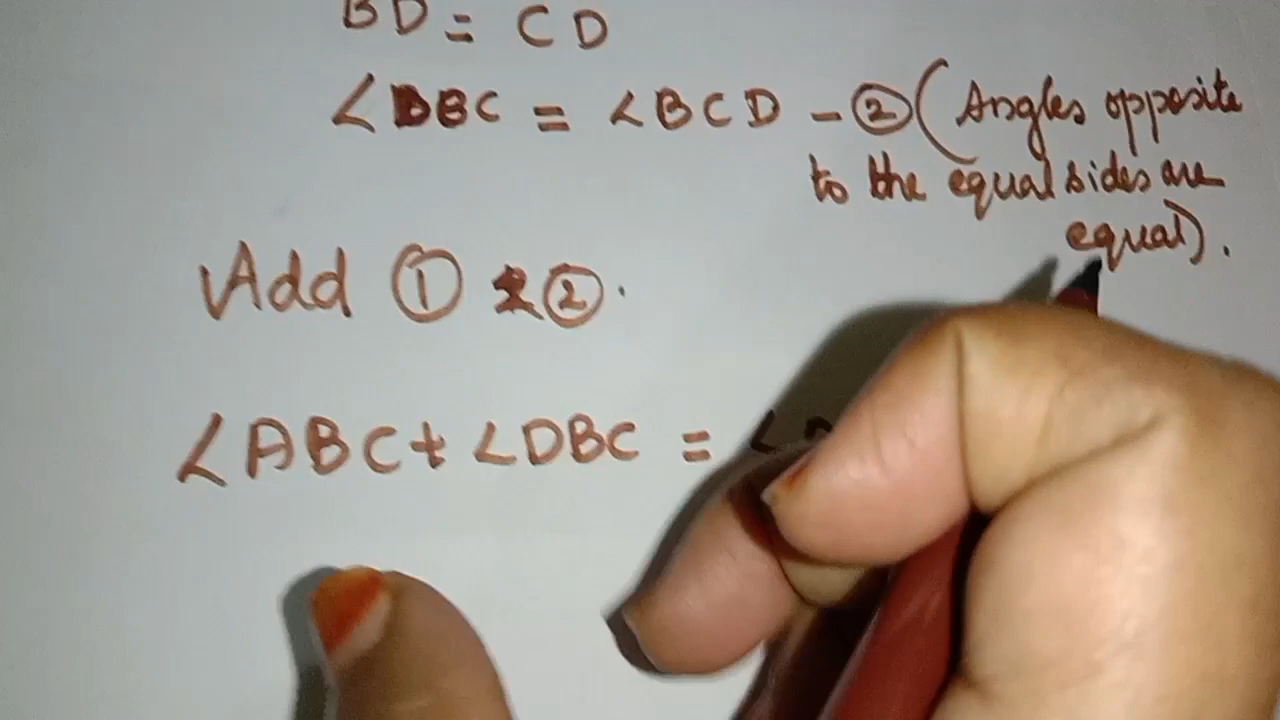 BD = CD
∠DBC = ∠BCD - ② (Angles opposite
to the equal sides are
equal).
Add ① & ②.
∠ABC + ∠DBC = ∠